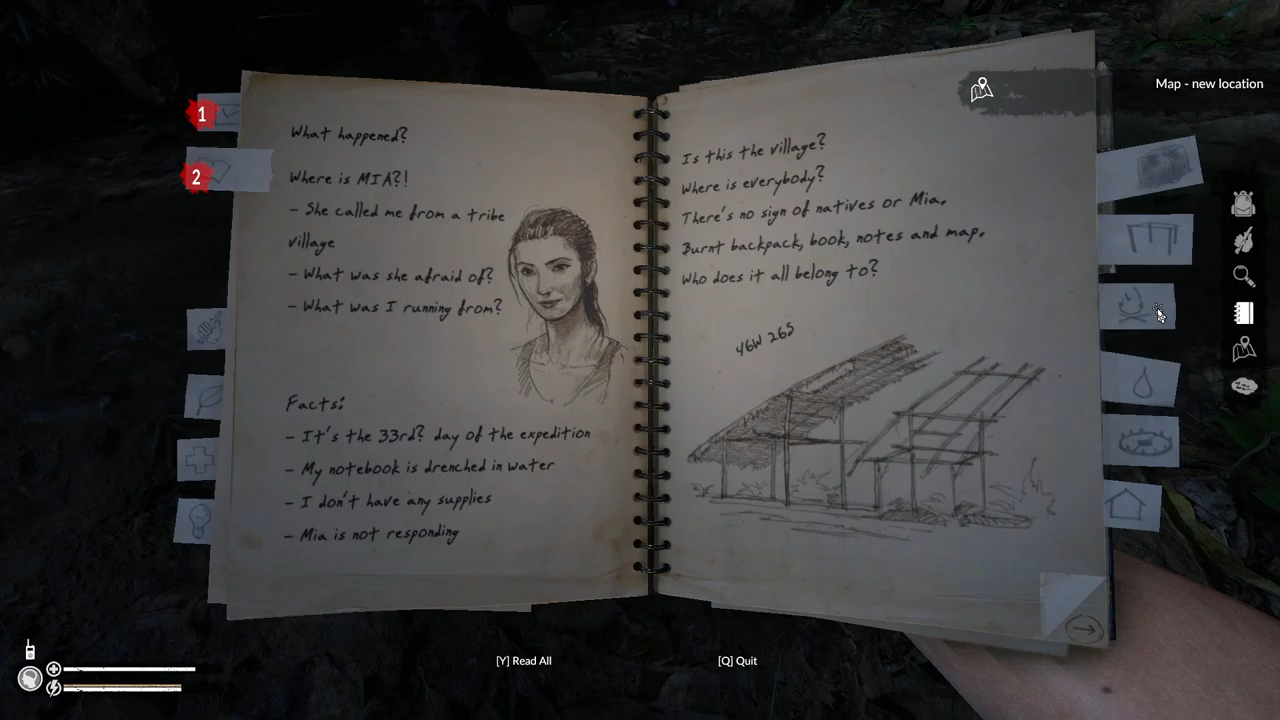 Map - new location
1
2
What happened?
Where is MIA?!
- She called me from a tribe
village
- What was she afraid of?
- What was I running from?
Facts:
- It's the 33rd? day of the expedition
- My notebook is drenched in water
- I don't have any supplies
- Mia is not responding
Is this the village?
Where is everybody?
There's no sign of natives or Mia.
Burnt backpack, book, notes and map.
Who does it all belong to?
46W 26S
zzz
[Y] Read All
[Q] Quit